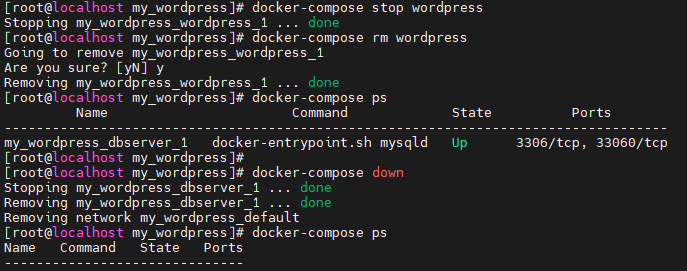 [root@localhost my_wordpress]# docker-compose stop wordpress
Stopping my_wordpress_wordpress_1 ... done
[root@localhost my_wordpress]# docker-compose rm wordpress
Going to remove my_wordpress_wordpress_1
Are you sure? [yN] y
Removing my_wordpress_wordpress_1 ... done
[root@localhost my_wordpress]# docker-compose ps
         Name                       Command             State          Ports
--------------------------------------------------------------------------------
my_wordpress_dbserver_1   docker-entrypoint.sh mysqld   Up      3306/tcp, 33060/tcp
[root@localhost my_wordpress]#
[root@localhost my_wordpress]# docker-compose down
Stopping my_wordpress_dbserver_1 ... done
Removing my_wordpress_dbserver_1 ... done
Removing network my_wordpress_default
[root@localhost my_wordpress]# docker-compose ps
Name   Command   State   Ports
------------------------------